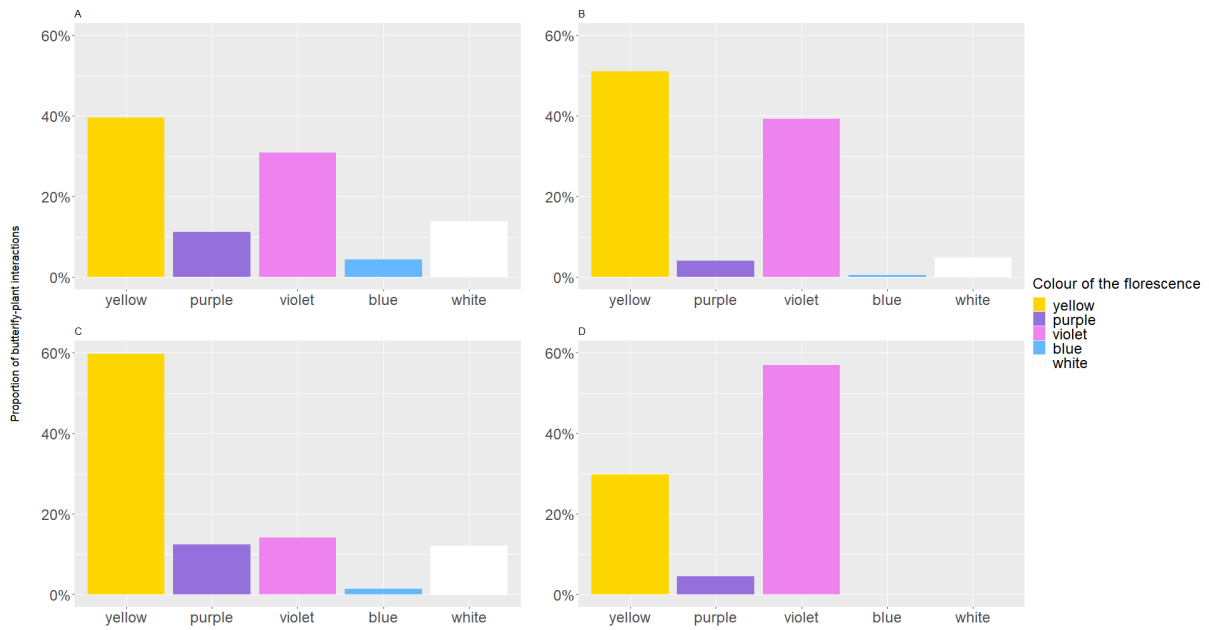 A
60%
40%
20%
0%
yellow purple violet blue white
B
60%
40%
20%
0%
yellow purple violet blue white
C
60%
40%
20%
0%
yellow purple violet blue white
D
60%
40%
20%
0%
yellow purple violet blue white
Proportion of butterify-plant interactions
Colour of the florescence
yellow
purple
violet
blue
white